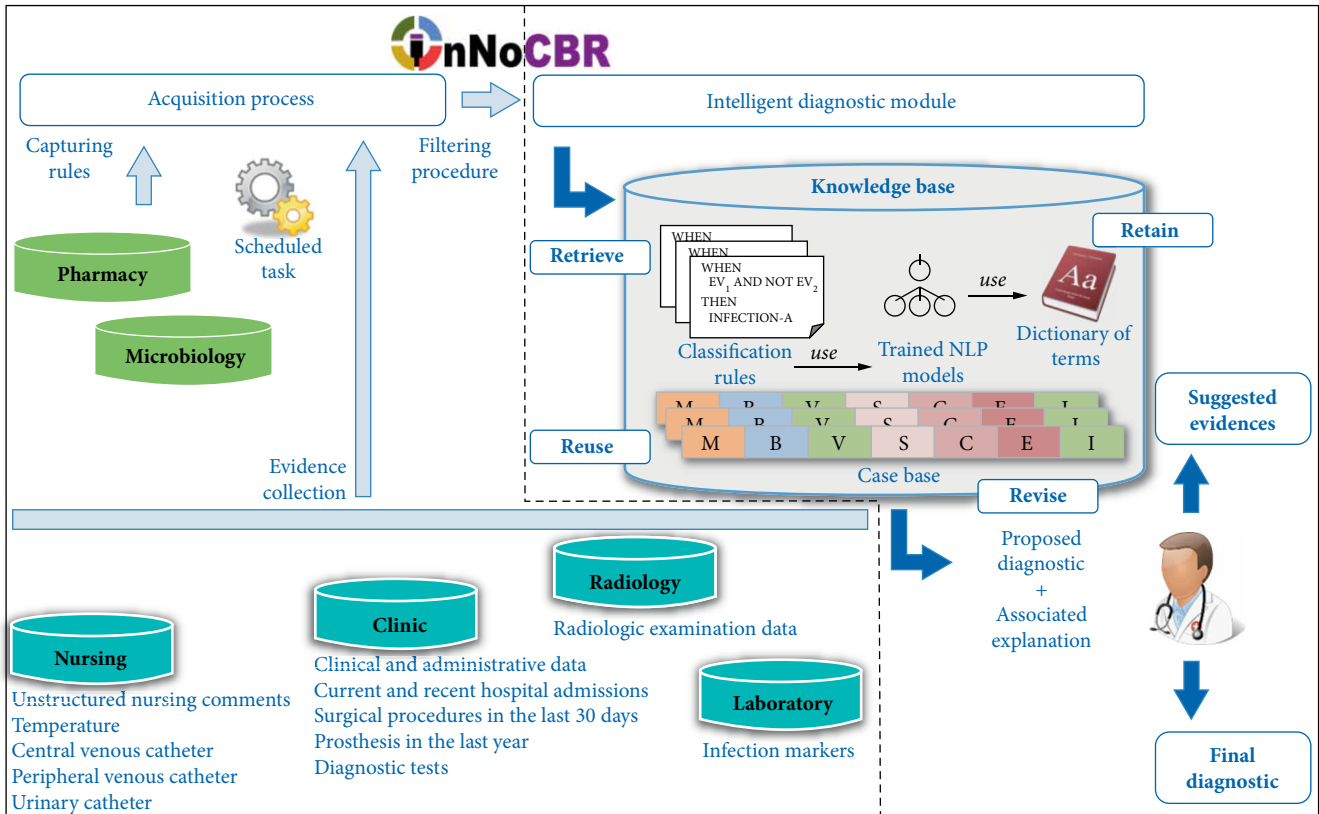 InNoCBR
Acquisition process
Intelligent diagnostic module
Capturing
rules
Filtering
procedure
Scheduled
task
Pharmacy
Microbiology
Evidence
collection
Knowledge base
Retrieve
Retain
WHEN
WHEN
WHEN
EV1 AND NOT EV2
THEN
INFECTION-A
Classification
rules
use
Trained NLP
models
use
Aa
Dictionary of
terms
M B V S C E I
M B V S C E I
M B V S C E I
Reuse
Case base
Revise
Proposed
diagnostic
+
Associated
explanation
Suggested
evidences
Final
diagnostic
Radiology
Radiologic examination data
Clinic
Clinical and administrative data
Current and recent hospital admissions
Surgical procedures in the last 30 days
Prosthesis in the last year
Diagnostic tests
Nursing
Unstructured nursing comments
Temperature
Central venous catheter
Peripheral venous catheter
Urinary catheter
Laboratory
Infection markers